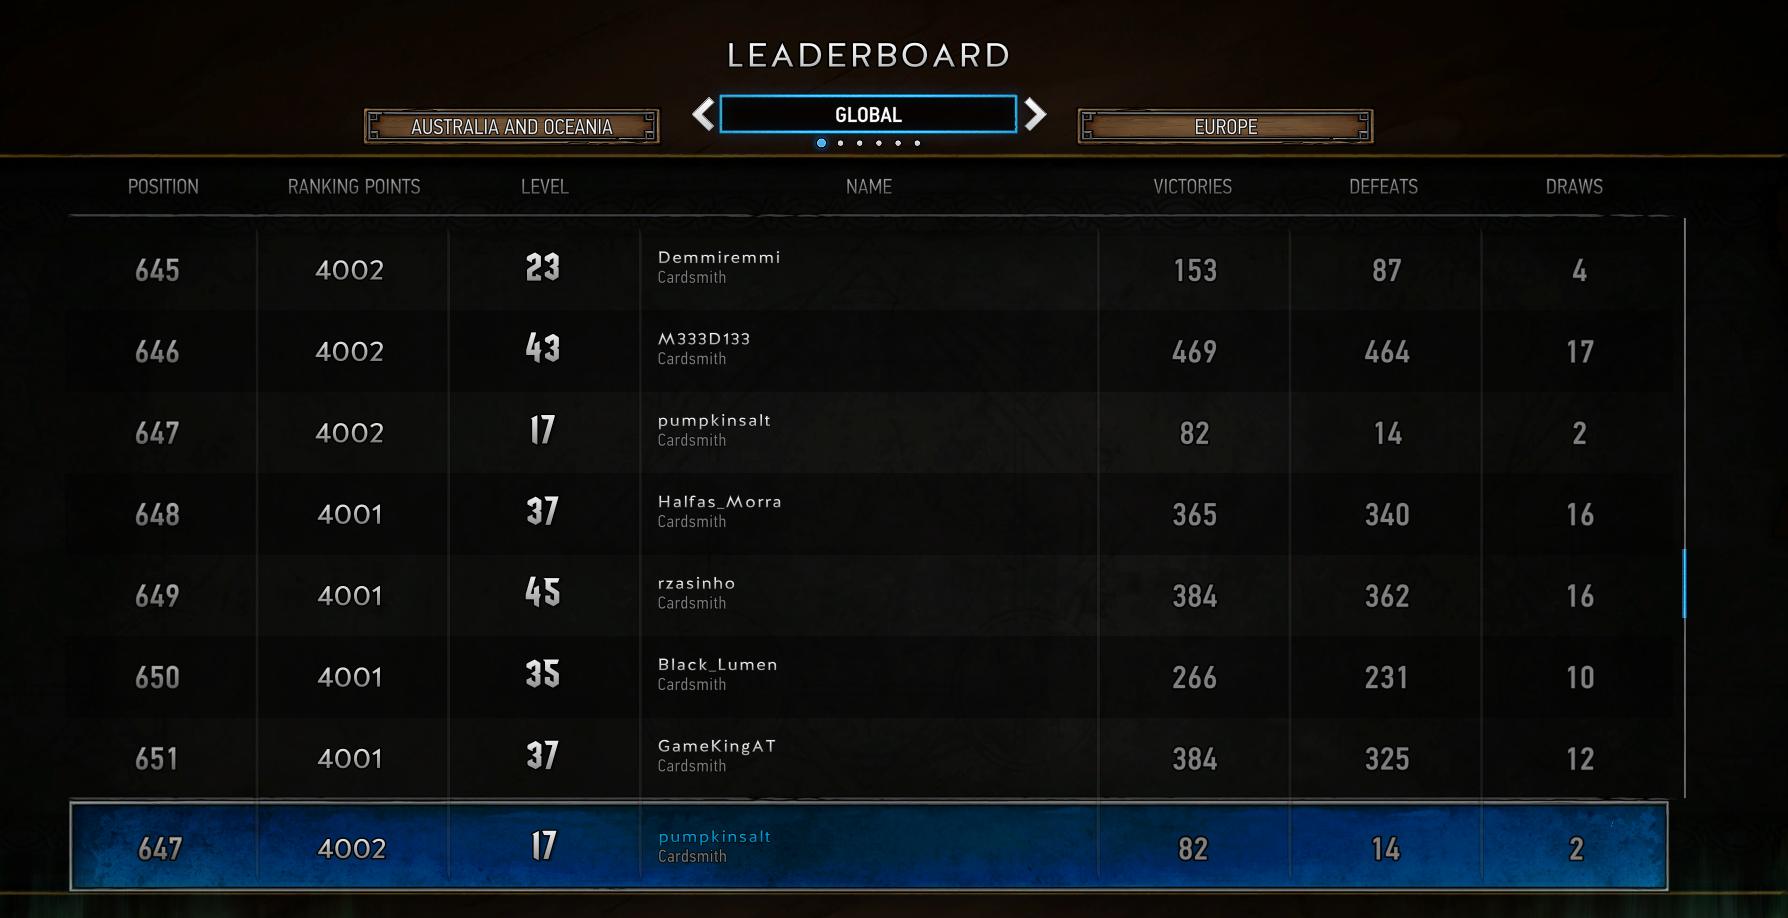 LEADERBOARD
AUSTRALIA AND OCEANIA GLOBAL EUROPE
POSITION RANKING POINTS LEVEL NAME VICTORIES DEFEATS DRAWS
645 4002 23 Demmiremmi 153 87 4
Cardsmith
646 4002 43 M333D133 469 464 17
Cardsmith
647 4002 17 pumpkinsalt 82 14 2
Cardsmith
648 4001 37 Halfas_Morra 365 340 16
Cardsmith
649 4001 45 rzasinho 384 362 16
Cardsmith
650 4001 35 Black_Lumen 266 231 10
Cardsmith
651 4001 37 GameKingAT 384 325 12
Cardsmith
647 4002 17 pumpkinsalt 82 14 2
Cardsmith